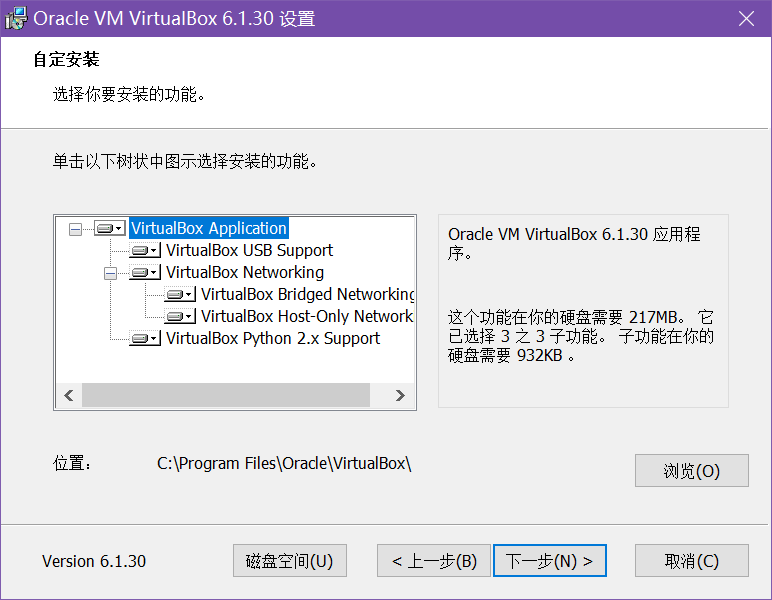 Oracle VM VirtualBox 6.1.30 设置
自定安装
选择你要安装的功能。
单击以下树状中图示选择安装的功能。
VirtualBox Application
VirtualBox USB Support
VirtualBox Networking
VirtualBox Bridged Networking
VirtualBox Host-Only Network
VirtualBox Python 2.x Support
Oracle VM VirtualBox 6.1.30 应用程
序。
这个功能在你的硬盘需要 217MB。 它
已选择 3 之 3 子功能。 子功能在你的
硬盘需要 932KB 。
位置：
C:\Program Files\Oracle\VirtualBox\
浏览(O)
Version 6.1.30
磁盘空间(U)
< 上一步(B)
下一步(N) >
取消(C)